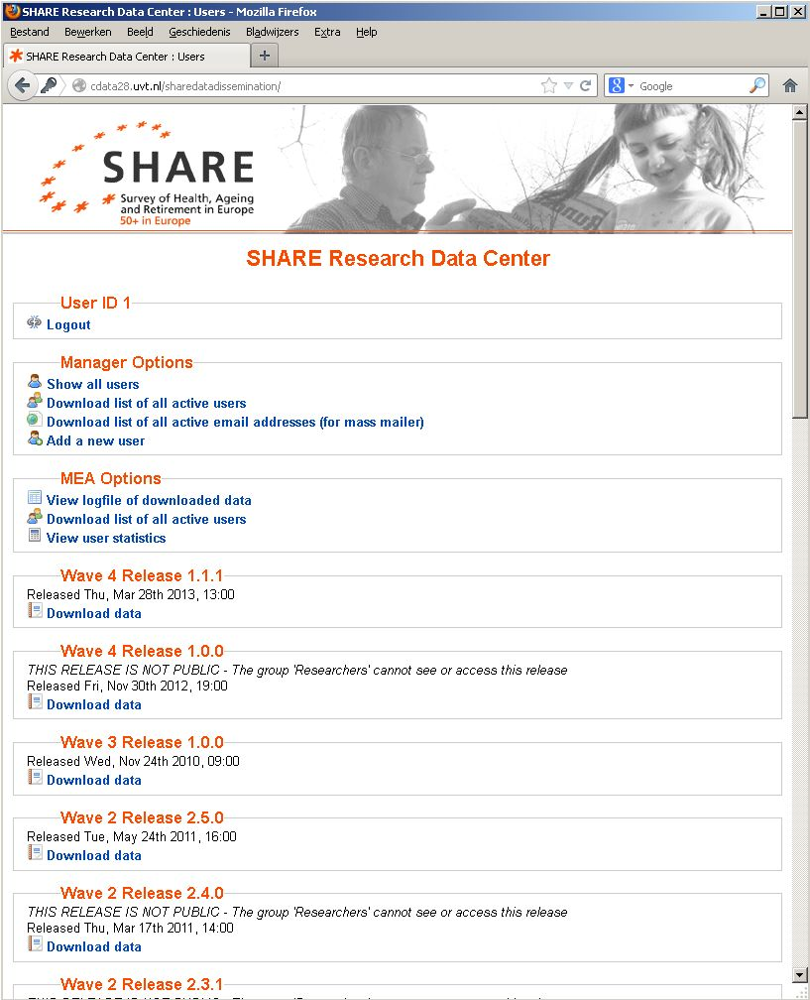 SHARE Research Data Center : Users - Mozilla Firefox
Bestand Bewerken Beeld Geschiedenis Bladwijzers Extra Help
SHARE Research Data Center : Users
cdata28.uvt.nl/sharedatadissemination/
Google
SHARE
Survey of Health, Ageing
and Retirement in Europe
50+ in Europe
SHARE Research Data Center
User ID 1
Logout
Manager Options
Show all users
Download list of all active users
Download list of all active email addresses (for mass mailer)
Add a new user
MEA Options
View logfile of downloaded data
Download list of all active users
View user statistics
Wave 4 Release 1.1.1
Released Thu, Mar 28th 2013, 13:00
Download data
Wave 4 Release 1.0.0
THIS RELEASE IS NOT PUBLIC - The group 'Researchers' cannot see or access this release
Released Fri, Nov 30th 2012, 19:00
Download data
Wave 3 Release 1.0.0
Released Wed, Nov 24th 2010, 09:00
Download data
Wave 2 Release 2.5.0
Released Tue, May 24th 2011, 16:00
Download data
Wave 2 Release 2.4.0
THIS RELEASE IS NOT PUBLIC - The group 'Researchers' cannot see or access this release
Released Thu, Mar 17th 2011, 14:00
Download data
Wave 2 Release 2.3.1